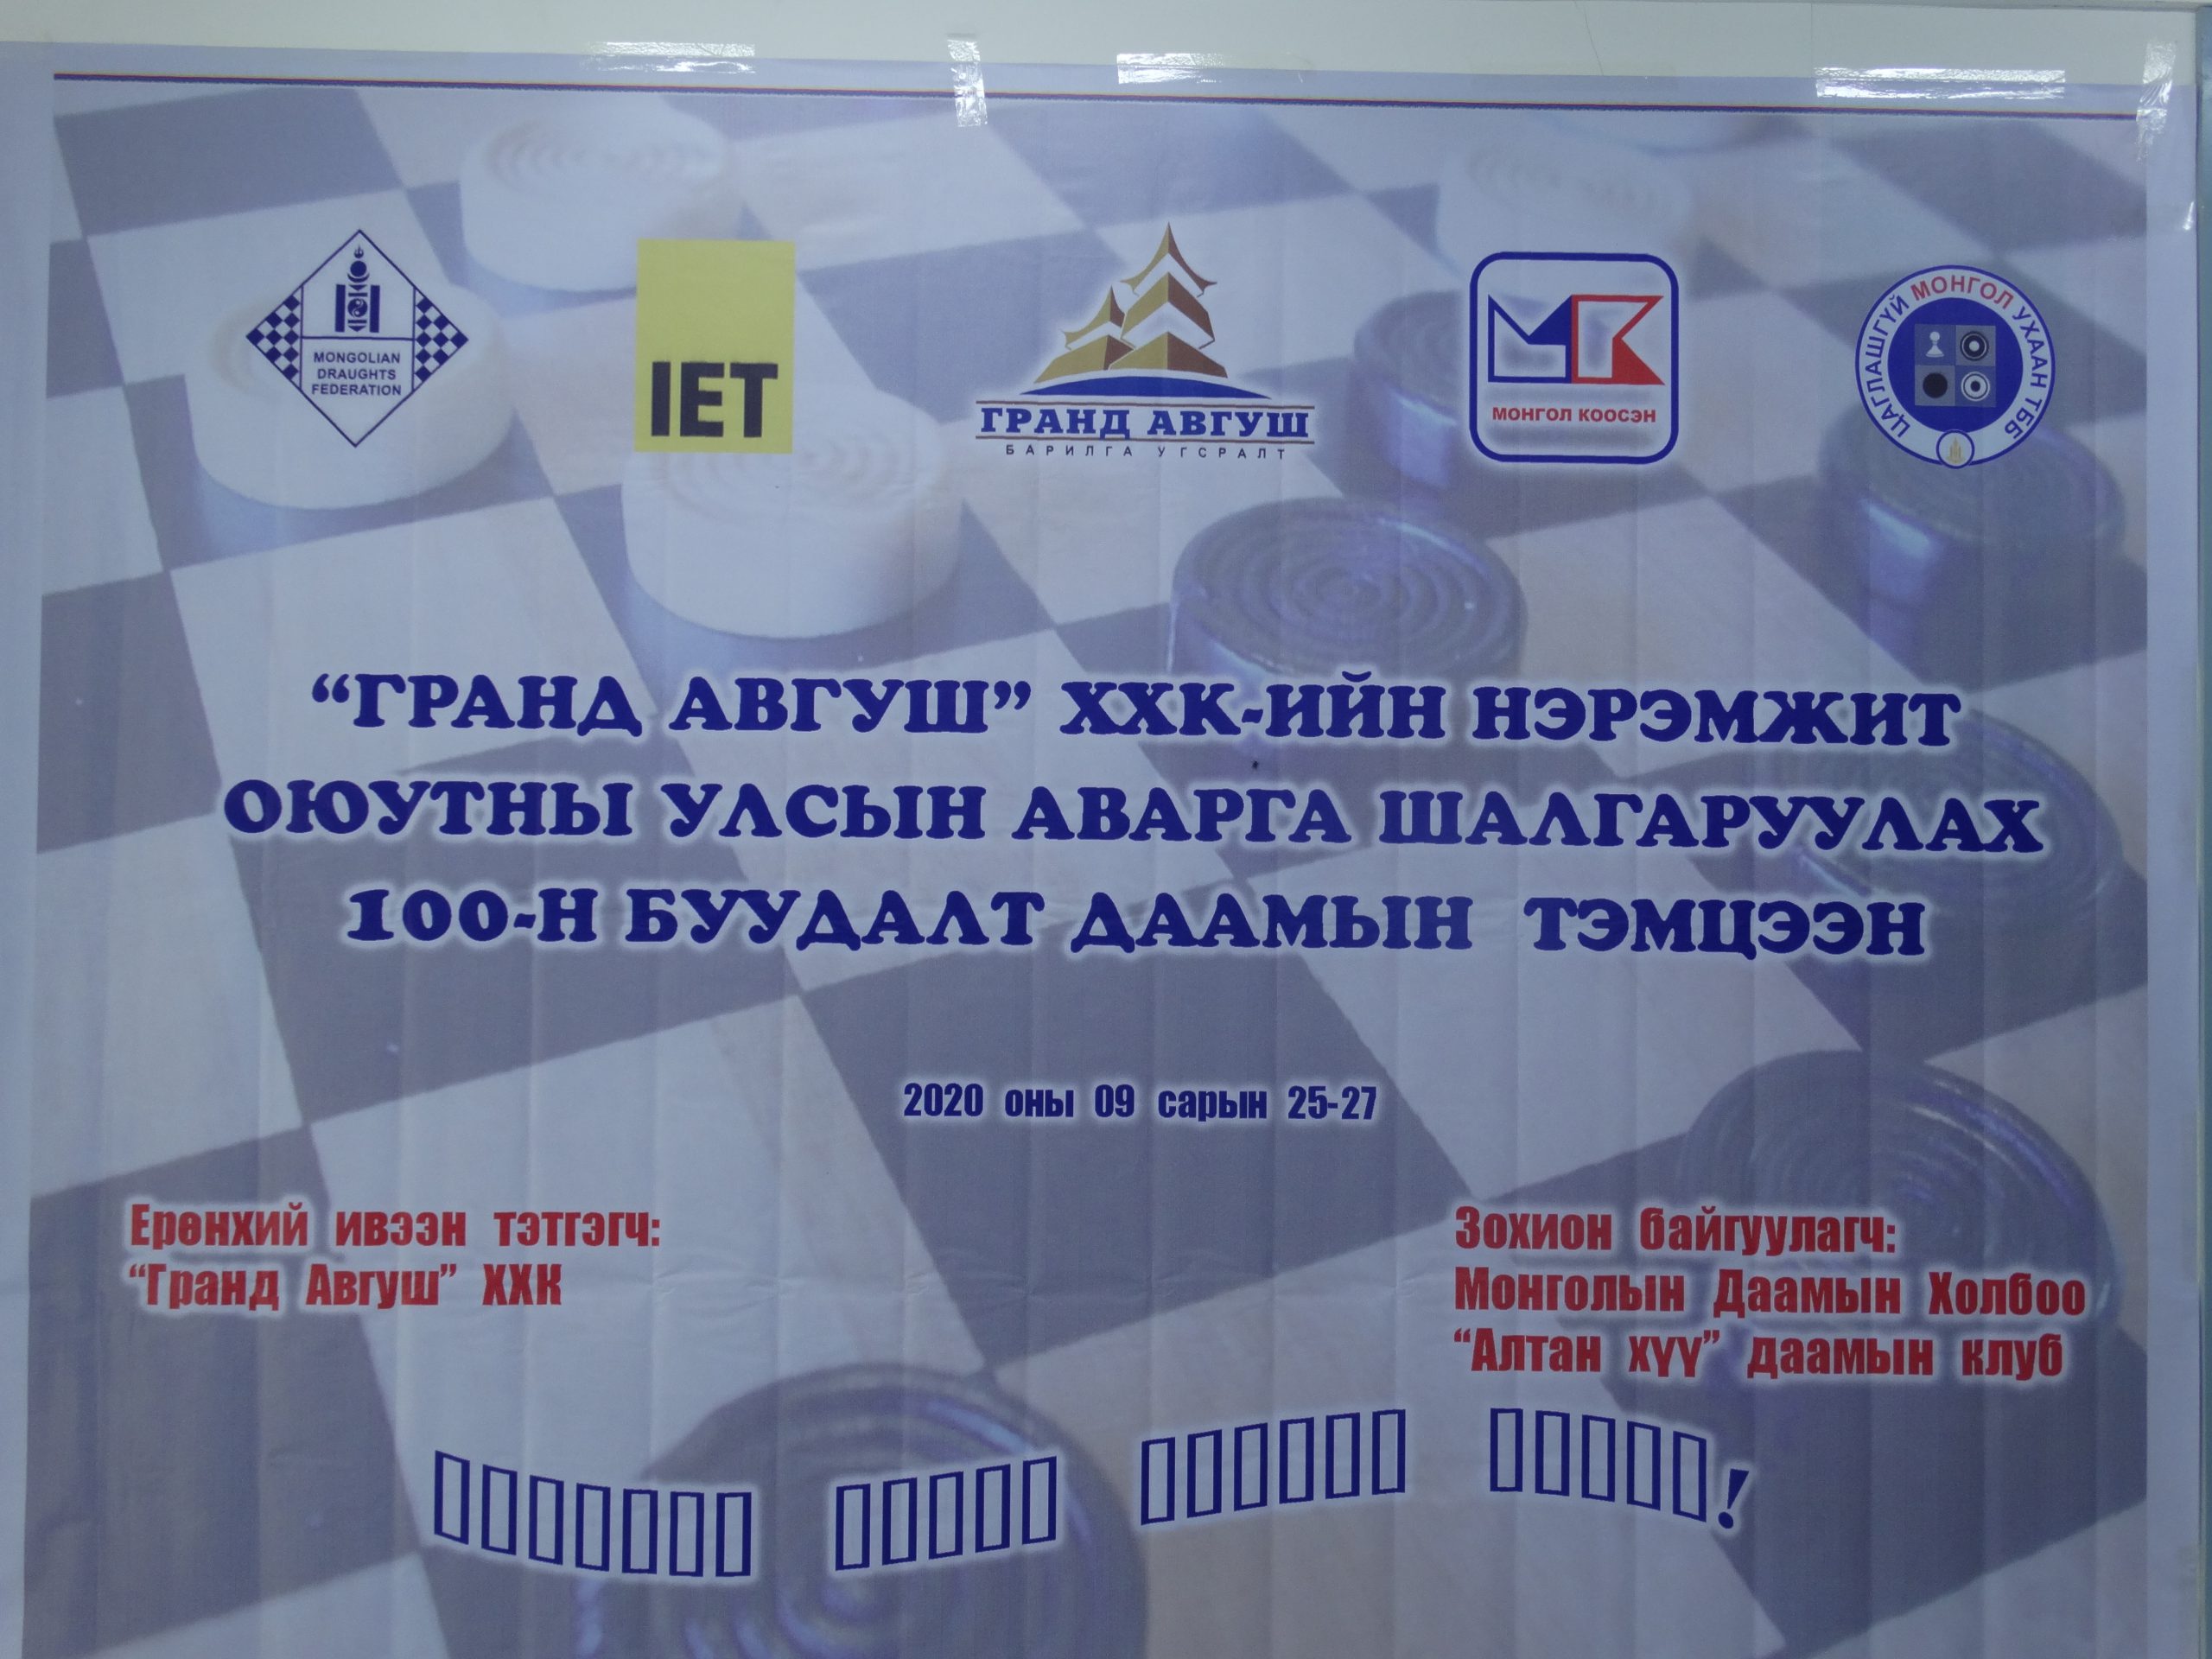 MONGOLIAN
DRAUGHTS
FEDERATION
IET
ГРАНД АВГУШ
БАРИЛГА УГСРАЛТ
МК
МОНГОЛ КООСЭН
ЦАГЛАШГҮЙ МОНГОЛ УХААН ТББ
“ГРАНД АВГУШ” ХХК-ИЙН НЭРЭМЖИТ
ОЮУТНЫ УЛСЫН АВАРГА ШАЛГАРУУЛАХ
100-Н БУУДАЛТ ДААМЫН ТЭМЦЭЭН
2020 оны 09 сарын 25-27
Ерөнхий ивээн тэтгэгч:
“Гранд Авгуш” ХХК
Зохион байгуулагч:
Монголын Даамын Холбоо
“Алтан хүү” даамын клуб
▯▯▯▯▯▯▯ ▯▯▯▯▯ ▯▯▯▯▯▯ ▯▯▯▯▯!